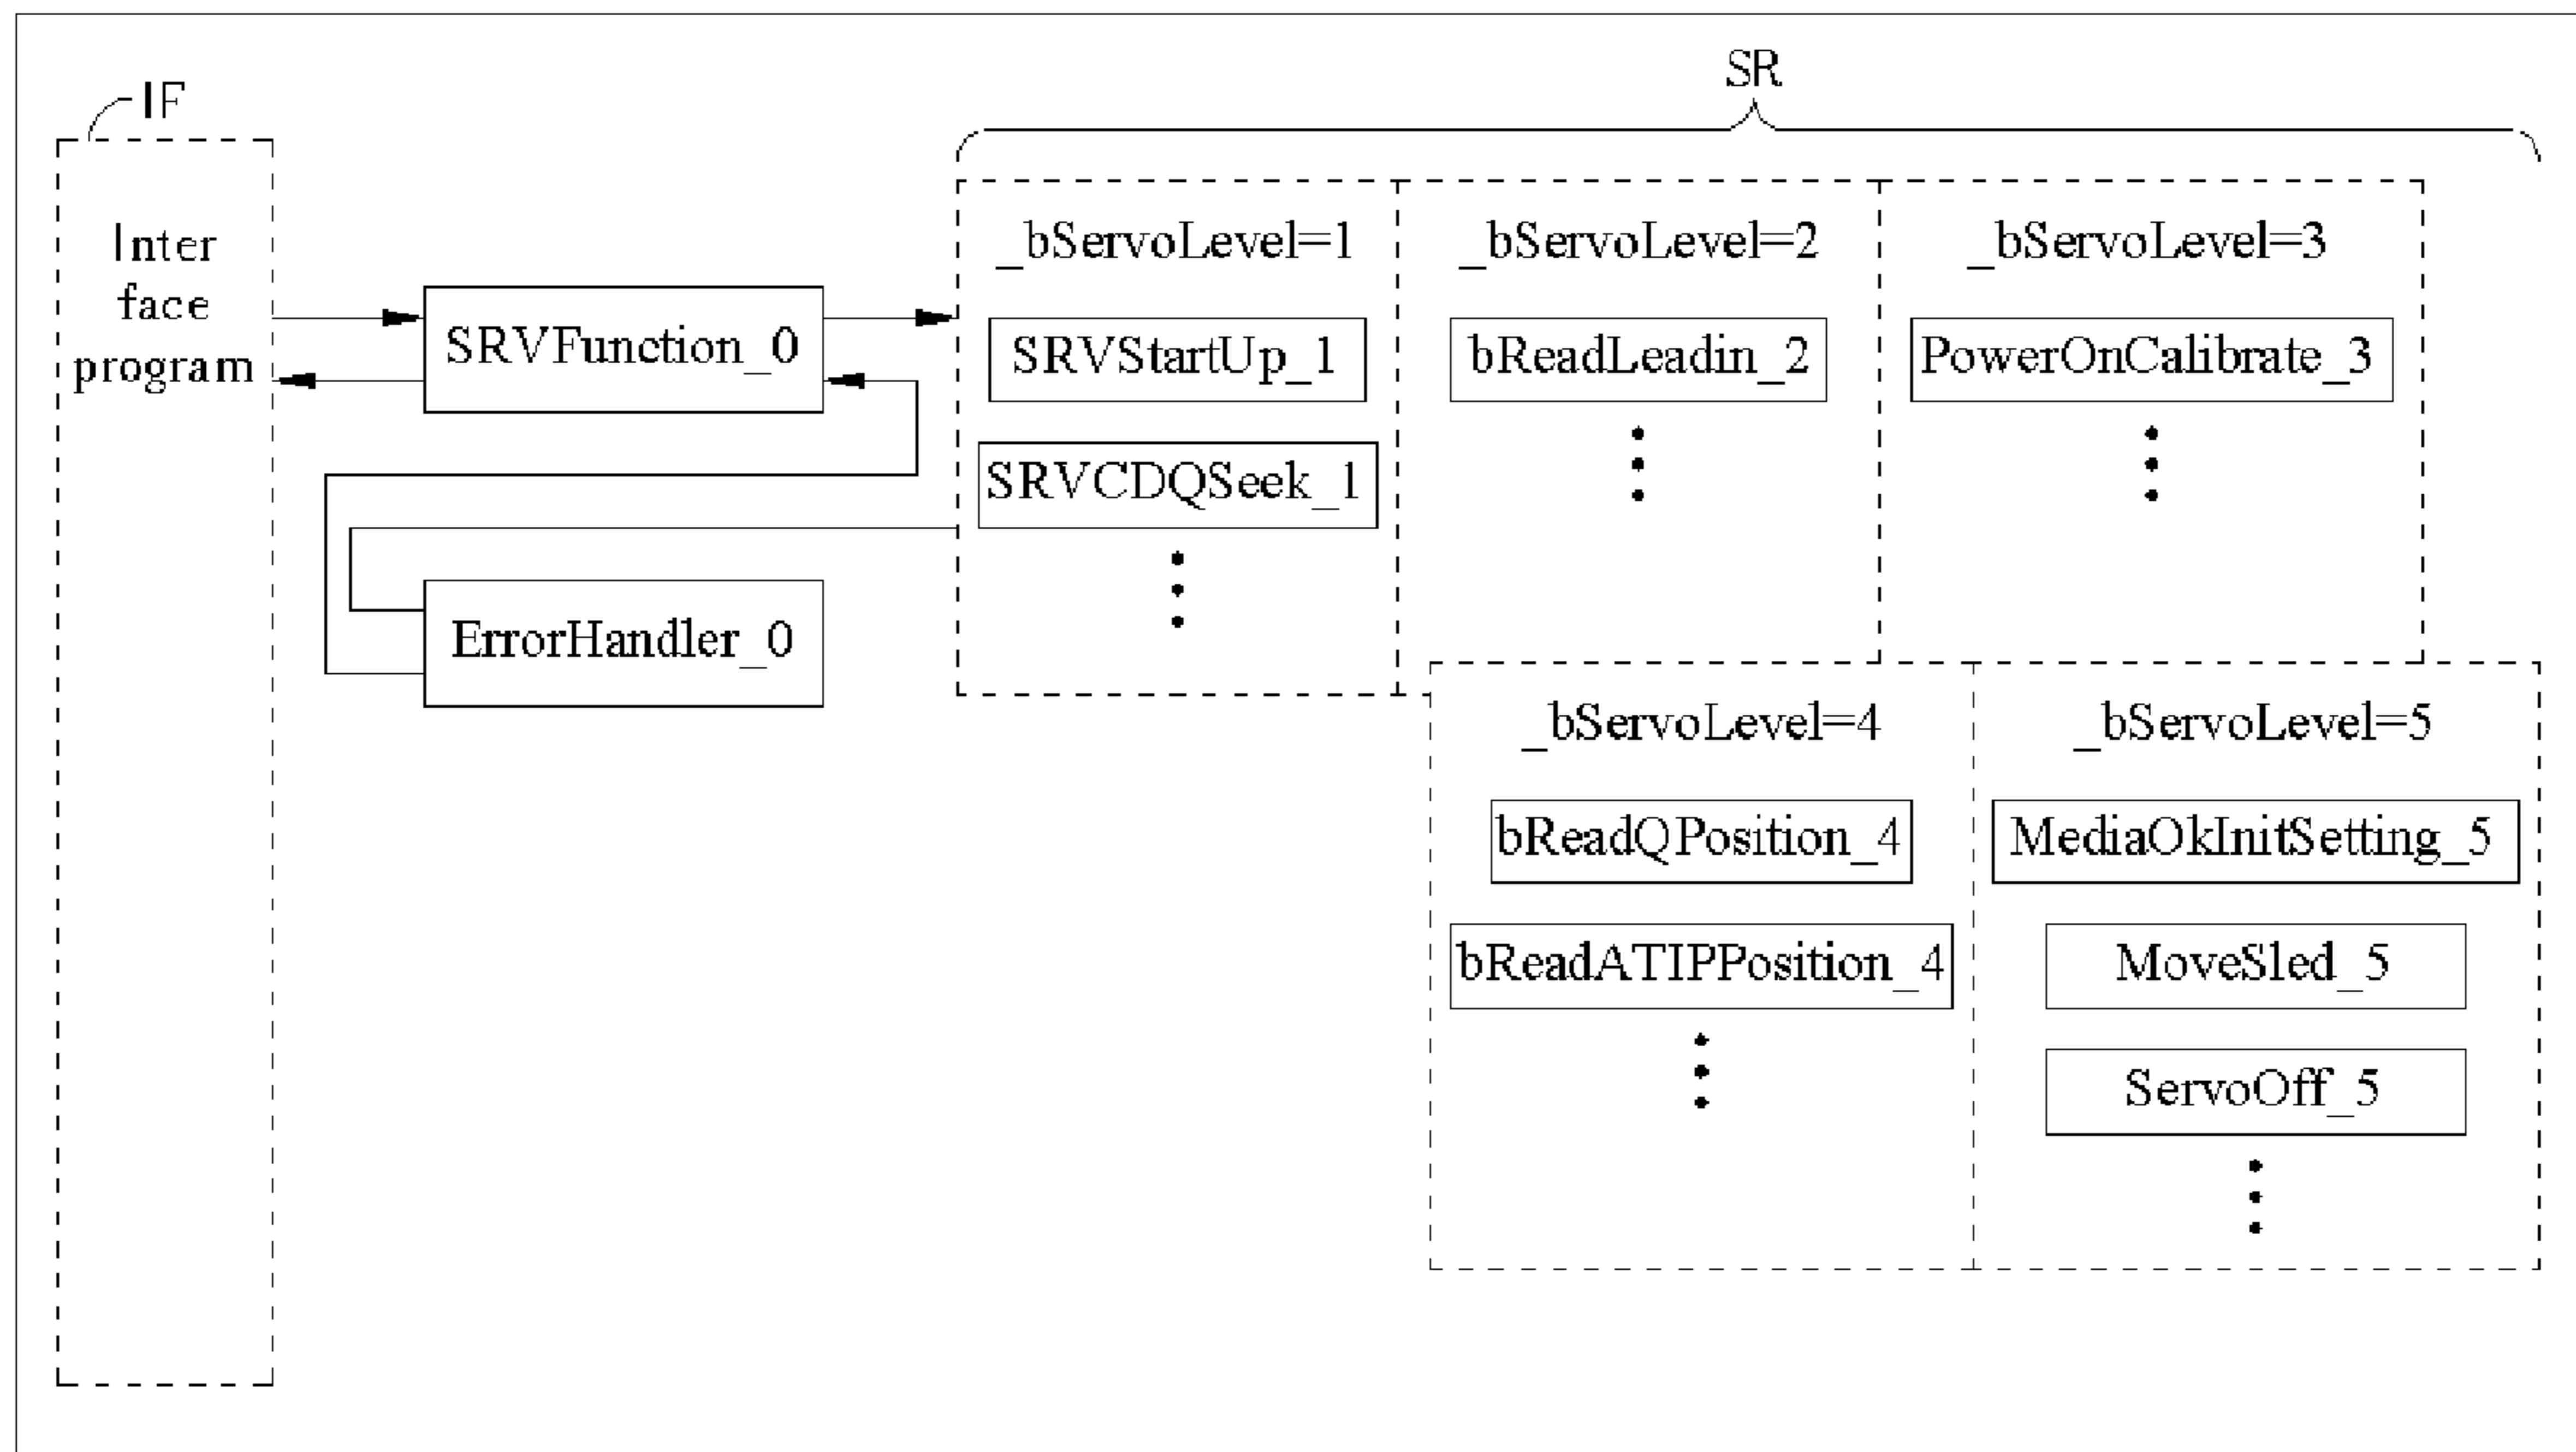 IF
Inter
face
program
SRVFunction_0
ErrorHandler_0
SR
_bServoLevel=1
SRVStartUp_1
SRVCDQSeek_1
_bServoLevel=2
bReadLeadin_2
_bServoLevel=3
PowerOnCalibrate_3
_bServoLevel=4
bReadQPosition_4
bReadATIPPosition_4
_bServoLevel=5
MediaOkInitSetting_5
MoveSled_5
ServoOff_5